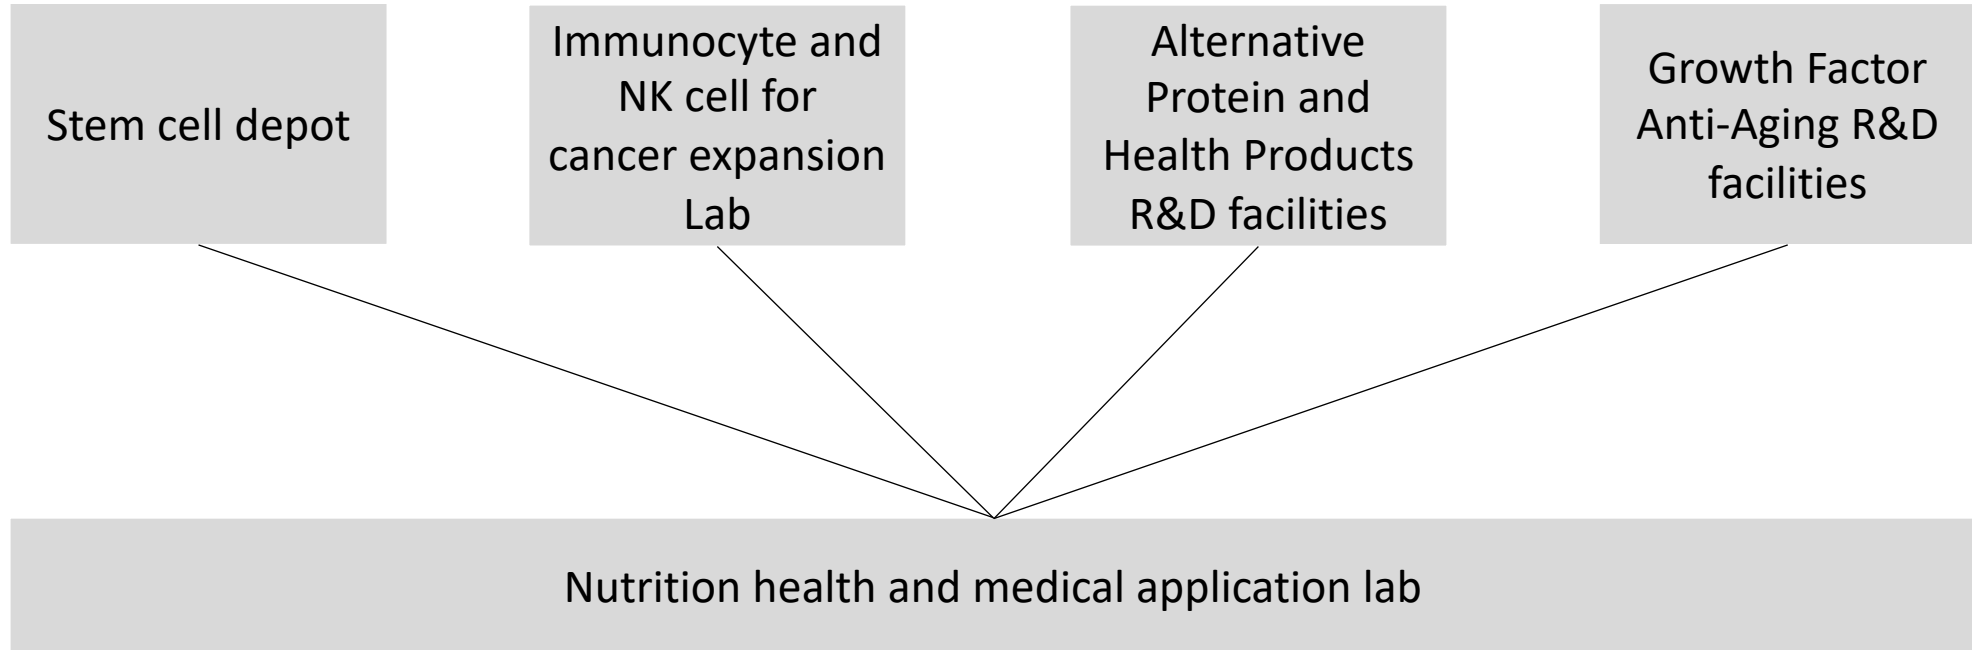 Stem cell depot
Immunocyte and
NK cell for
cancer expansion
Lab
Alternative
Protein and
Health Products
R&D facilities
Growth Factor
Anti-Aging R&D
facilities
Nutrition health and medical application lab